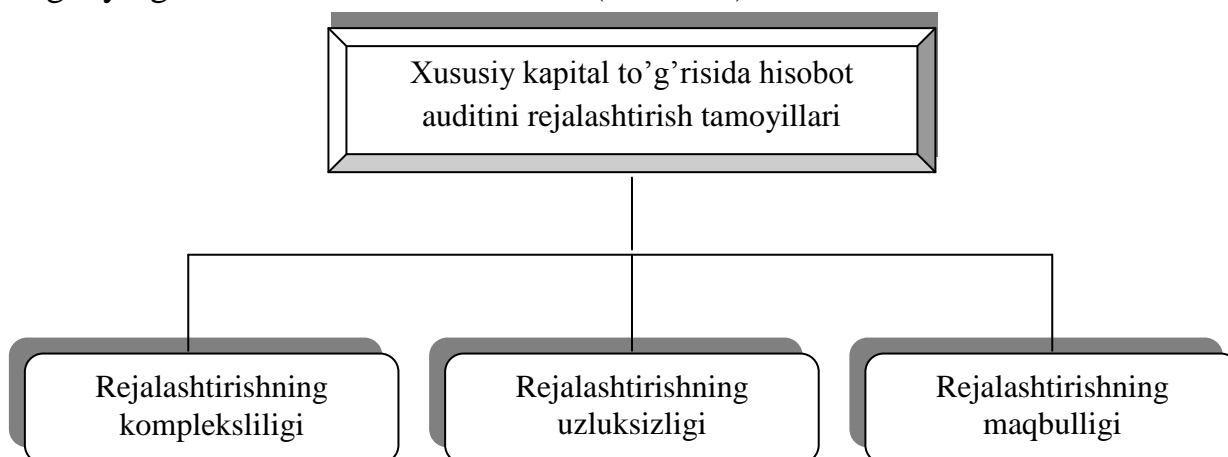 Xususiy kapital to’g’risida hisobot
auditini rejalashtirish tamoyillari
Rejalashtirishning
kompleksliligi
Rejalashtirishning
uzluksizligi
Rejalashtirishning
maqbulligi